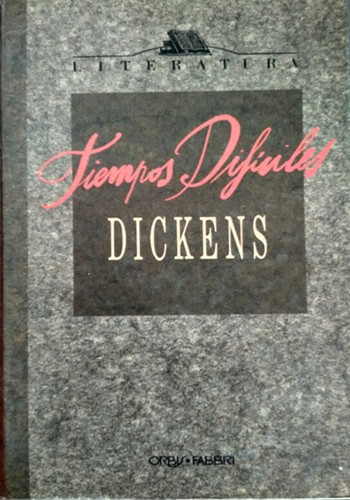 LITERATURA
Tiempos Difíciles
DICKENS
ORBIS • FABBRI